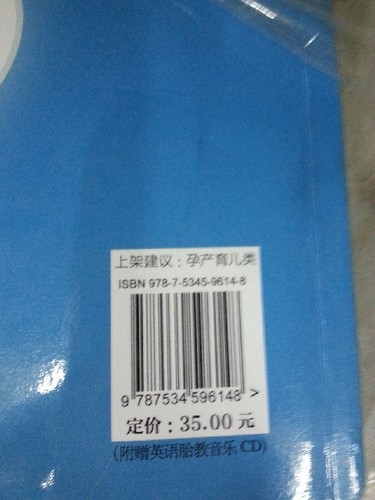 上架建议：孕产育儿类
ISBN 978-7-5345-9614-8
9 787534 596148 >
定价：35.00 元
(附赠英语胎教音乐 CD)